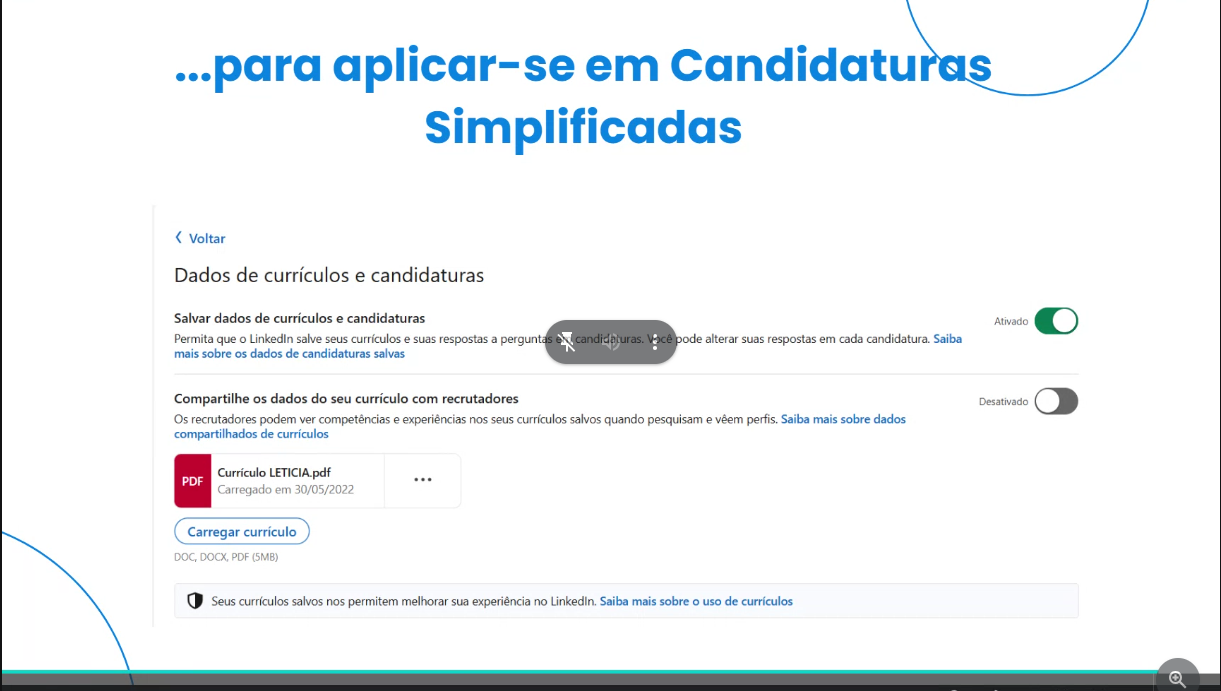 ...para aplicar-se em Candidaturas
Simplificadas
Voltar
Dados de currículos e candidaturas
Salvar dados de currículos e candidaturas
Ativado
Permita que o LinkedIn salve seus currículos e suas respostas a perguntas em candidaturas. Você pode alterar suas respostas em cada candidatura. Saiba
mais sobre os dados de candidaturas salvas
Compartilhe os dados do seu currículo com recrutadores
Desativado
Os recrutadores podem ver competências e experiências nos seus currículos salvos quando pesquisam e vêem perfis. Saiba mais sobre dados
compartilhados de currículos
PDF
Currículo LETICIA.pdf
Carregado em 30/05/2022
Carregar currículo
DOC, DOCX, PDF (5MB)
Seus currículos salvos nos permitem melhorar sua experiência no LinkedIn. Saiba mais sobre o uso de currículos